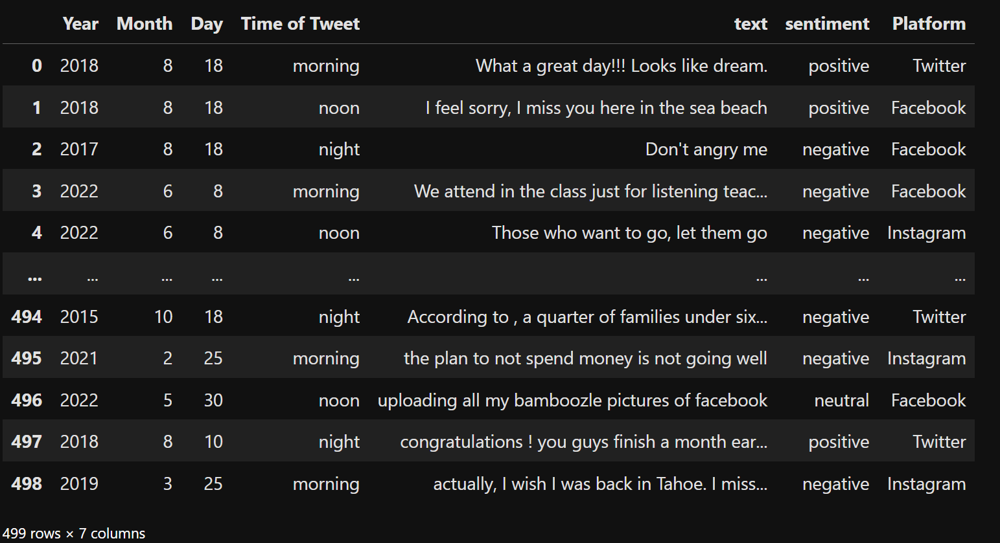 Year Month Day Time of Tweet text sentiment Platform
0 2018 8 18 morning What a great day!!! Looks like dream. positive Twitter
1 2018 8 18 noon I feel sorry, I miss you here in the sea beach positive Facebook
2 2017 8 18 night Don't angry me negative Facebook
3 2022 6 8 morning We attend in the class just for listening teac... negative Facebook
4 2022 6 8 noon Those who want to go, let them go negative Instagram
... ... ... ... ... ... ... ...
494 2015 10 18 night According to , a quarter of families under six... negative Twitter
495 2021 2 25 morning the plan to not spend money is not going well negative Instagram
496 2022 5 30 noon uploading all my bamboozle pictures of facebook neutral Facebook
497 2018 8 10 night congratulations ! you guys finish a month ear... positive Twitter
498 2019 3 25 morning actually, I wish I was back in Tahoe. I miss... negative Instagram
499 rows × 7 columns